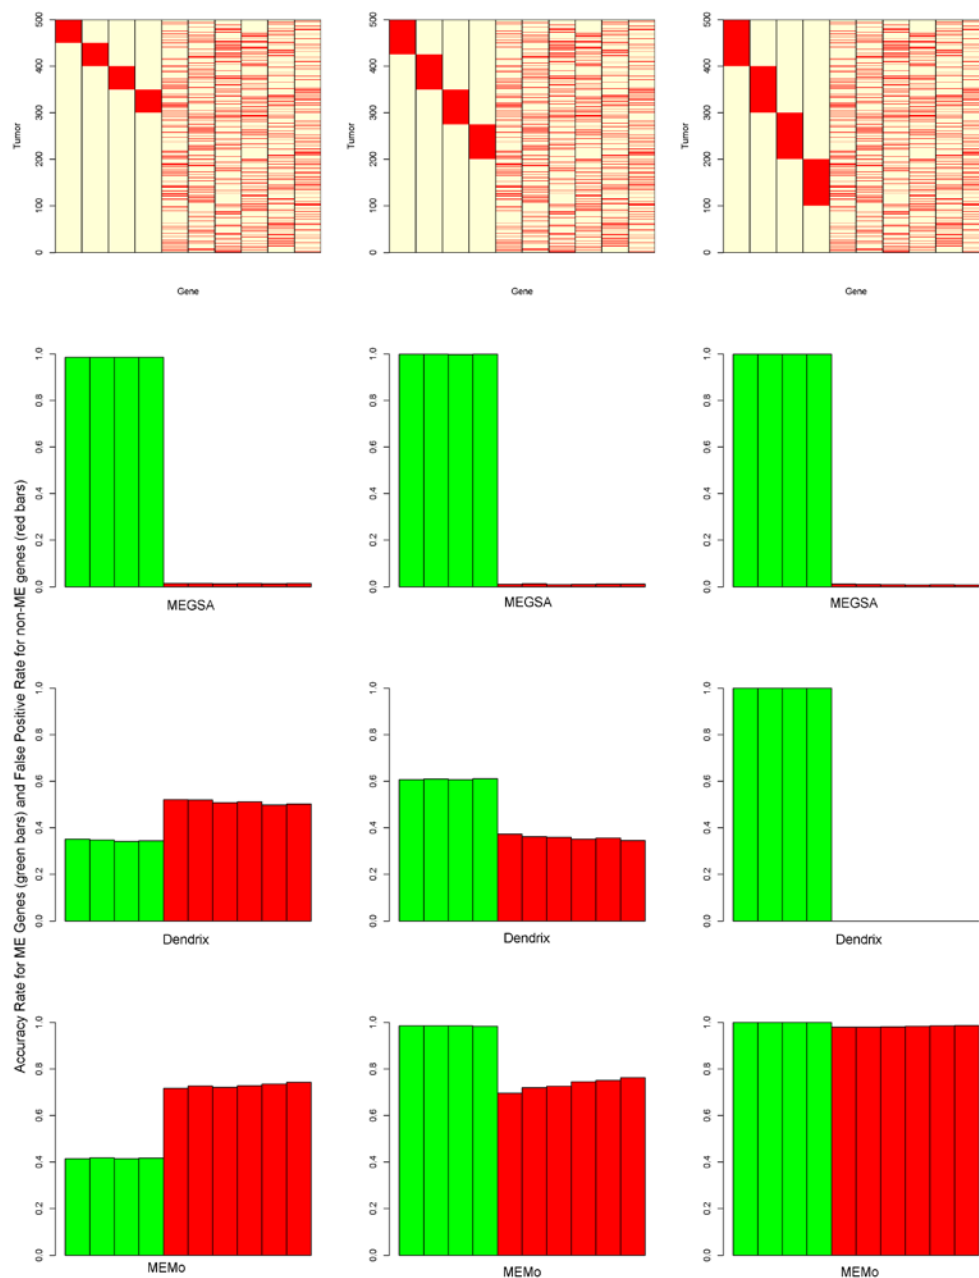 Accuracy Rate for ME Genes (green bars) and False Positive Rate for non-ME genes (red bars)
Tumor
0 100 200 300 400 500
Gene
Tumor
0 100 200 300 400 500
Gene
Tumor
0 100 200 300 400 500
Gene
0.0 0.2 0.4 0.6 0.8 1.0
MEGSA
0.0 0.2 0.4 0.6 0.8 1.0
MEGSA
0.0 0.2 0.4 0.6 0.8 1.0
MEGSA
0.0 0.2 0.4 0.6 0.8 1.0
Dendrix
0.0 0.2 0.4 0.6 0.8 1.0
Dendrix
0.0 0.2 0.4 0.6 0.8 1.0
Dendrix
0.0 0.2 0.4 0.6 0.8 1.0
MEMo
0.0 0.2 0.4 0.6 0.8 1.0
MEMo
0.0 0.2 0.4 0.6 0.8 1.0
MEMo